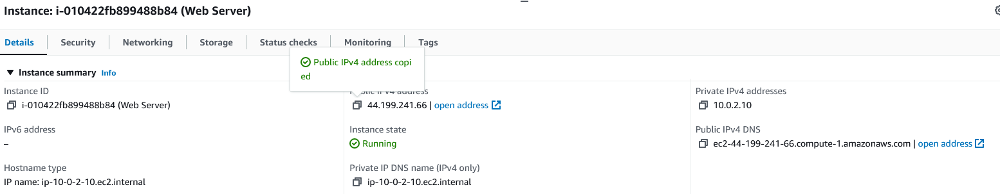 Instance: i-010422fb899488b84 (Web Server)
Details Security Networking Storage Status checks Monitoring Tags
Public IPv4 address copi
ed
Instance summary Info
Instance ID
i-010422fb899488b84 (Web Server)
Public IPv4 address
44.199.241.66 | open address
Private IPv4 addresses
10.0.2.10
IPv6 address
–
Instance state
Running
Public IPv4 DNS
ec2-44-199-241-66.compute-1.amazonaws.com | open address
Hostname type
IP name: ip-10-0-2-10.ec2.internal
Private IP DNS name (IPv4 only)
ip-10-0-2-10.ec2.internal